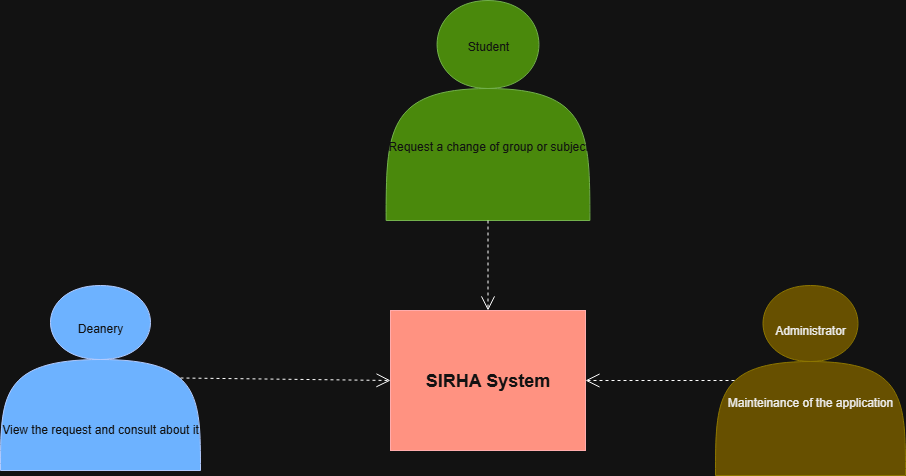 Student
Request a change of group or subject
Deanery
View the request and consult about it
SIRHA System
Administrator
Mainteinance of the application